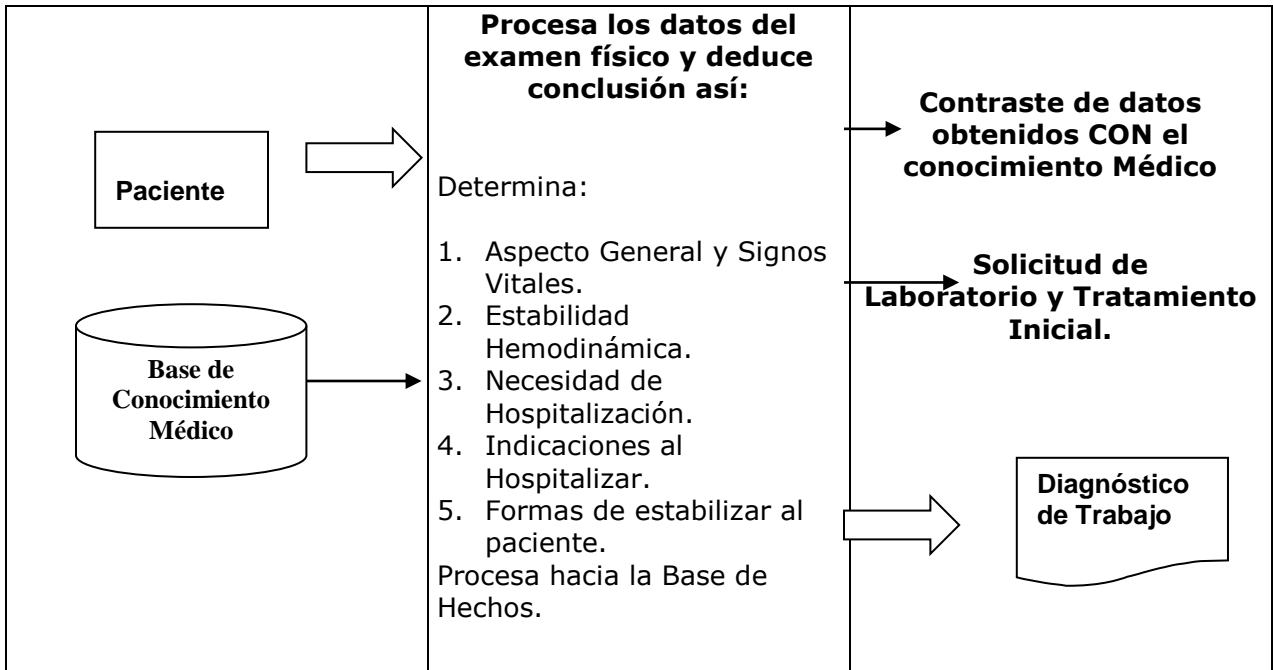 Paciente
Base de
Conocimiento
Médico
Procesa los datos del
examen físico y deduce
conclusión así:
Determina:
1. Aspecto General y Signos
Vitales.
2. Estabilidad
Hemodinámica.
3. Necesidad de
Hospitalización.
4. Indicaciones al
Hospitalizar.
5. Formas de estabilizar al
paciente.
Procesa hacia la Base de
Hechos.
Contraste de datos
obtenidos CON el
conocimiento Médico
Solicitud de
Laboratorio y Tratamiento
Inicial.
Diagnóstico
de Trabajo